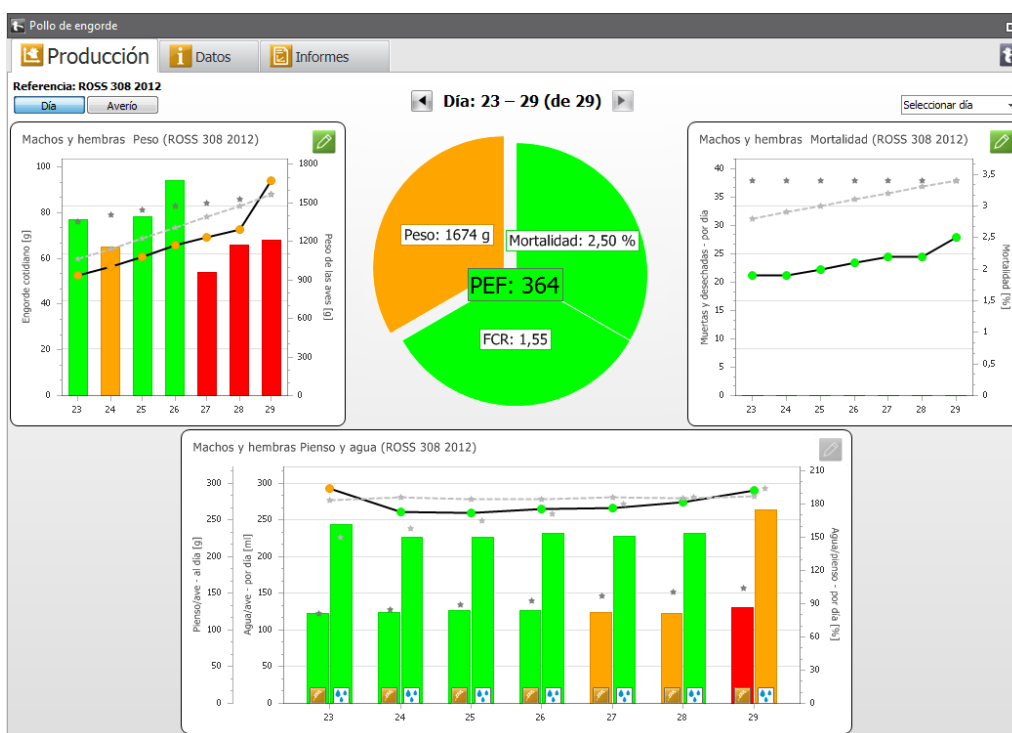 Pollo de engorde
Producción
Datos
Informes
Referencia: ROSS 308 2012
Día
Averío
Día: 23 – 29 (de 29)
Seleccionar día
Machos y hembras Peso (ROSS 308 2012)
Engorde cotidiano [g]
100
80
60
40
20
0
Peso de las aves [g]
1800
1500
1200
900
600
300
0
23 24 25 26 27 28 29
Peso: 1674 g
Mortalidad: 2,50 %
PEF: 364
FCR: 1,55
Machos y hembras Mortalidad (ROSS 308 2012)
Muertas y desechadas - por día
40
35
30
25
20
15
10
5
0
Mortalidad [%]
3,5
3
2,5
2
1,5
1
0,5
0
23 24 25 26 27 28 29
Machos y hembras Pienso y agua (ROSS 308 2012)
Pienso/ave - al día [g]
300
250
200
150
100
50
0
Agua/ave - por día [ml]
300
250
200
150
100
50
0
Agua/pienso - por día [%]
210
180
150
120
90
60
30
0
23 24 25 26 27 28 29